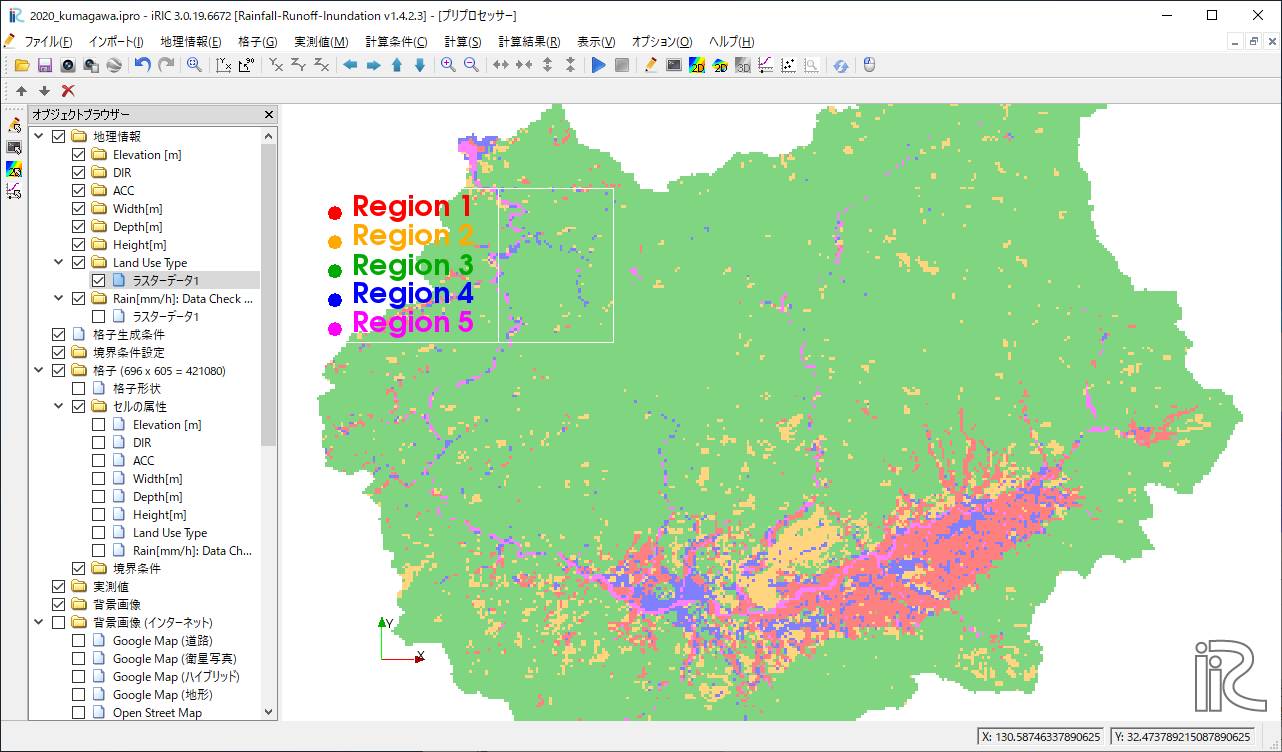 2020_kumagawa.ipro - iRIC 3.0.19.6672 [Rainfall-Runoff-Inundation v1.4.2.3] - [プリプロセッサー]
ファイル(F) インポート(I) 地理情報(E) 格子(G) 実測値(M) 計算条件(C) 計算(S) 計算結果(R) 表示(V) オプション(O) ヘルプ(H)
オブジェクトブラウザー
地理情報
Elevation [m]
DIR
ACC
Width[m]
Depth[m]
Height[m]
Land Use Type
ラスターデータ1
Rain[mm/h]: Data Check ...
ラスターデータ1
格子生成条件
境界条件設定
格子 (696 x 605 = 421080)
格子形状
セルの属性
Elevation [m]
DIR
ACC
Width[m]
Depth[m]
Height[m]
Land Use Type
Rain[mm/h]: Data Ch...
境界条件
実測値
背景画像
背景画像 (インターネット)
Google Map (道路)
Google Map (衛星写真)
Google Map (ハイブリッド)
Google Map (地形)
Open Street Map
Region 1
Region 2
Region 3
Region 4
Region 5
Y
X
iRIC
X: 130.58746337890625 Y: 32.473789215087890625